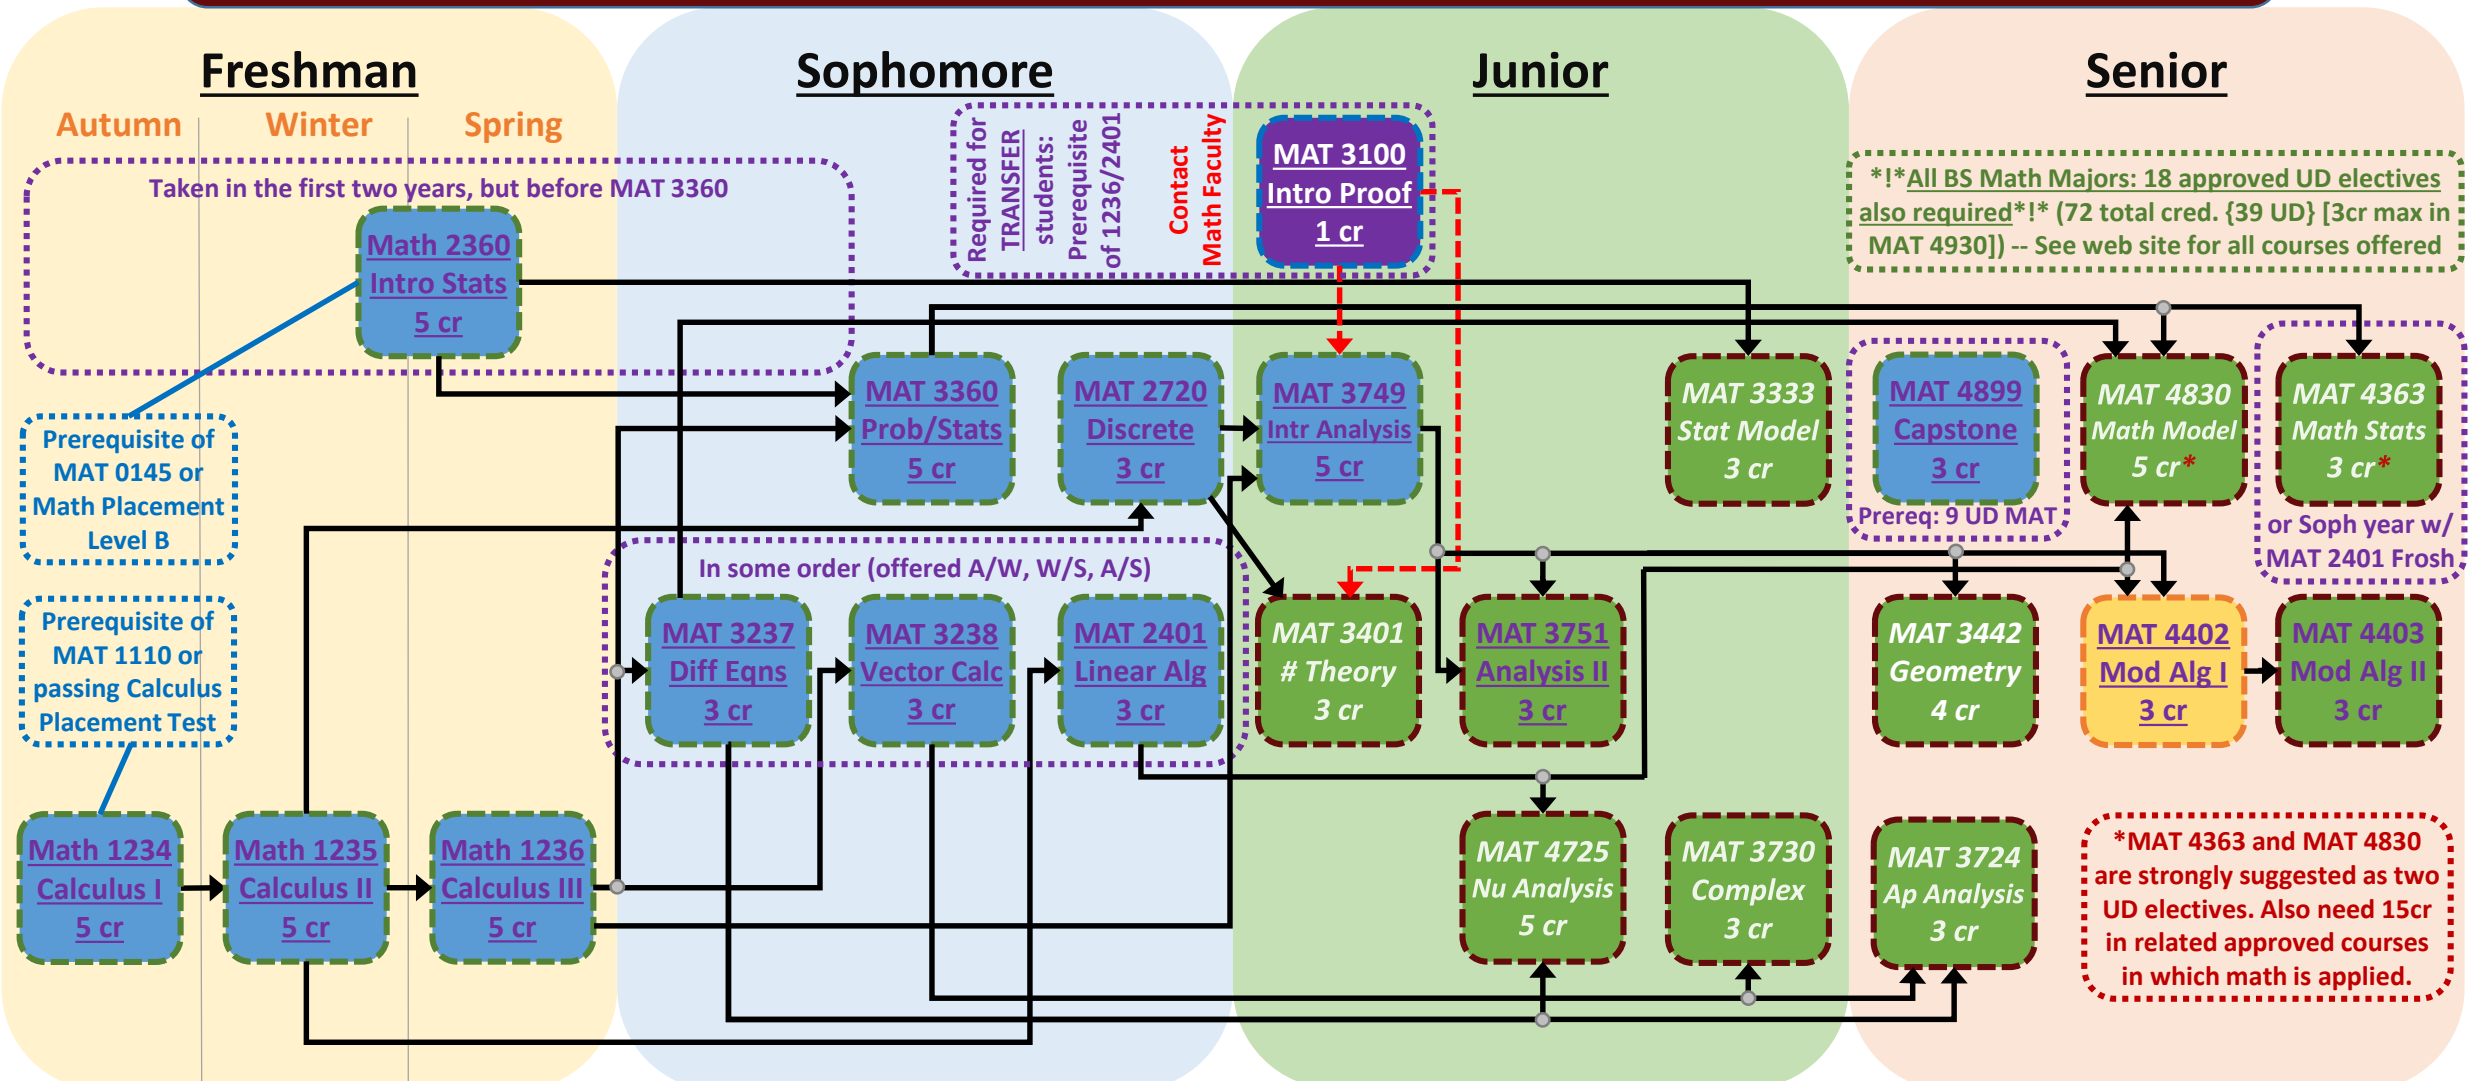 Freshman
Sophomore
Junior
Senior
Autumn
Winter
Spring
Taken in the first two years, but before MAT 3360
Math 2360
Intro Stats
5 cr
Required for
TRANSFER
students:
Prerequisite
of 1236/2401
Contact
Math Faculty
MAT 3100
Intro Proof
1 cr
*!*All BS Math Majors: 18 approved UD electives
also required*!* (72 total cred. {39 UD} [3cr max in
MAT 4930]) -- See web site for all courses offered
Prerequisite of
MAT 0145 or
Math Placement
Level B
MAT 3360
Prob/Stats
5 cr
MAT 2720
Discrete
3 cr
MAT 3749
Intr Analysis
5 cr
MAT 3333
Stat Model
3 cr
MAT 4899
Capstone
3 cr
Prereq: 9 UD MAT
MAT 4830
Math Model
5 cr*
MAT 4363
Math Stats
3 cr*
or Soph year w/
MAT 2401 Frosh
Prerequisite of
MAT 1110 or
passing Calculus
Placement Test
In some order (offered A/W, W/S, A/S)
MAT 3237
Diff Eqns
3 cr
MAT 3238
Vector Calc
3 cr
MAT 2401
Linear Alg
3 cr
MAT 3401
# Theory
3 cr
MAT 3751
Analysis II
3 cr
MAT 3442
Geometry
4 cr
MAT 4402
Mod Alg I
3 cr
MAT 4403
Mod Alg II
3 cr
Math 1234
Calculus I
5 cr
Math 1235
Calculus II
5 cr
Math 1236
Calculus III
5 cr
MAT 4725
Nu Analysis
5 cr
MAT 3730
Complex
3 cr
MAT 3724
Ap Analysis
3 cr
*MAT 4363 and MAT 4830
are strongly suggested as two
UD electives. Also need 15cr
in related approved courses
in which math is applied.